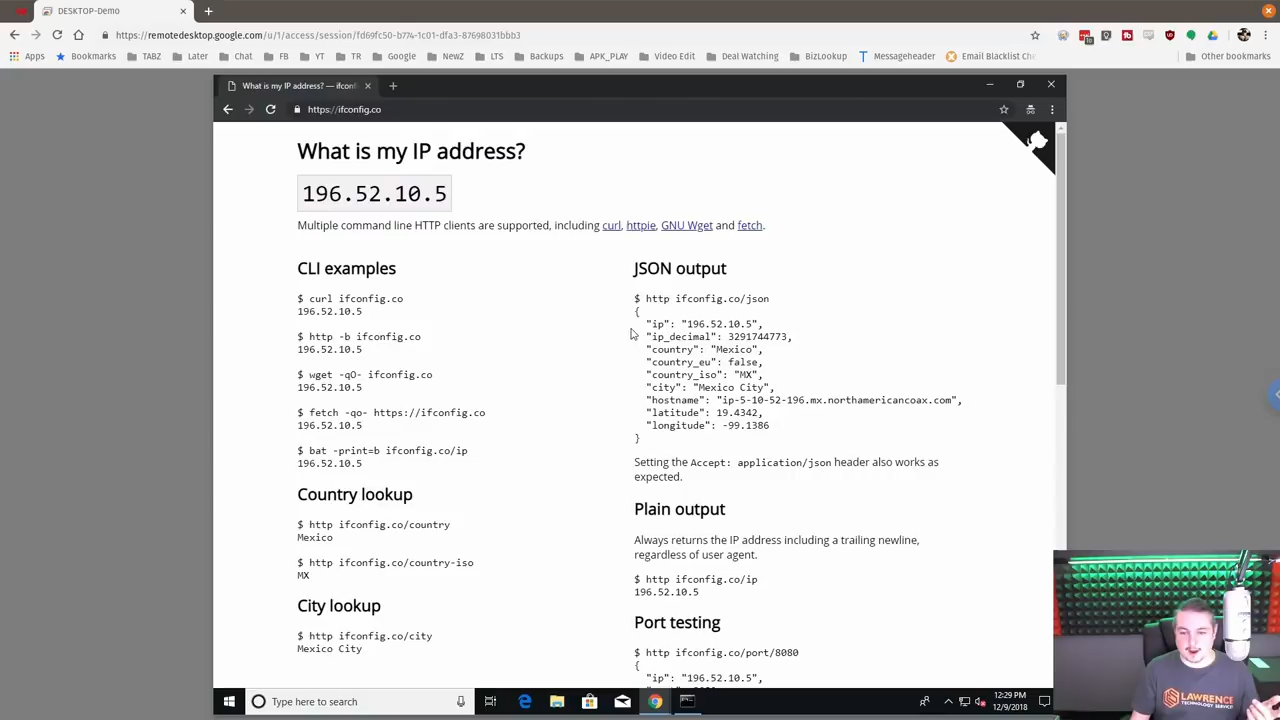 DESKTOP-Demo
https://remotedesktop.google.com/u/1/access/session/fd69fc50-b774-1c01-dfa3-87698031bbb3
Apps Bookmarks TABZ Later Chat FB YT TR Google NewZ LTS Backups APK_PLAY Video Edit Deal Watching BizLookup Messageheader Email Blacklist Che Other bookmarks
What is my IP address? — ifconf
https://ifconfig.co
What is my IP address?
196.52.10.5
Multiple command line HTTP clients are supported, including curl, httpie, GNU Wget and fetch.
CLI examples
$ curl ifconfig.co
196.52.10.5
$ http -b ifconfig.co
196.52.10.5
$ wget -qO- ifconfig.co
196.52.10.5
$ fetch -qo- https://ifconfig.co
196.52.10.5
$ bat -print=b ifconfig.co/ip
196.52.10.5
Country lookup
$ http ifconfig.co/country
Mexico
$ http ifconfig.co/country-iso
MX
City lookup
$ http ifconfig.co/city
Mexico City
JSON output
$ http ifconfig.co/json
{
"ip": "196.52.10.5",
"ip_decimal": 3291744773,
"country": "Mexico",
"country_eu": false,
"country_iso": "MX",
"city": "Mexico City",
"hostname": "ip-5-10-52-196.mx.northamericancoax.com",
"latitude": 19.4342,
"longitude": -99.1386
}
Setting the Accept: application/json header also works as
expected.
Plain output
Always returns the IP address including a trailing newline,
regardless of user agent.
$ http ifconfig.co/ip
196.52.10.5
Port testing
$ http ifconfig.co/port/8080
{
"ip": "196.52.10.5",
Type here to search
12:29 PM
12/9/2018
LAWRENCE
TECHNOLOGY SERVICES